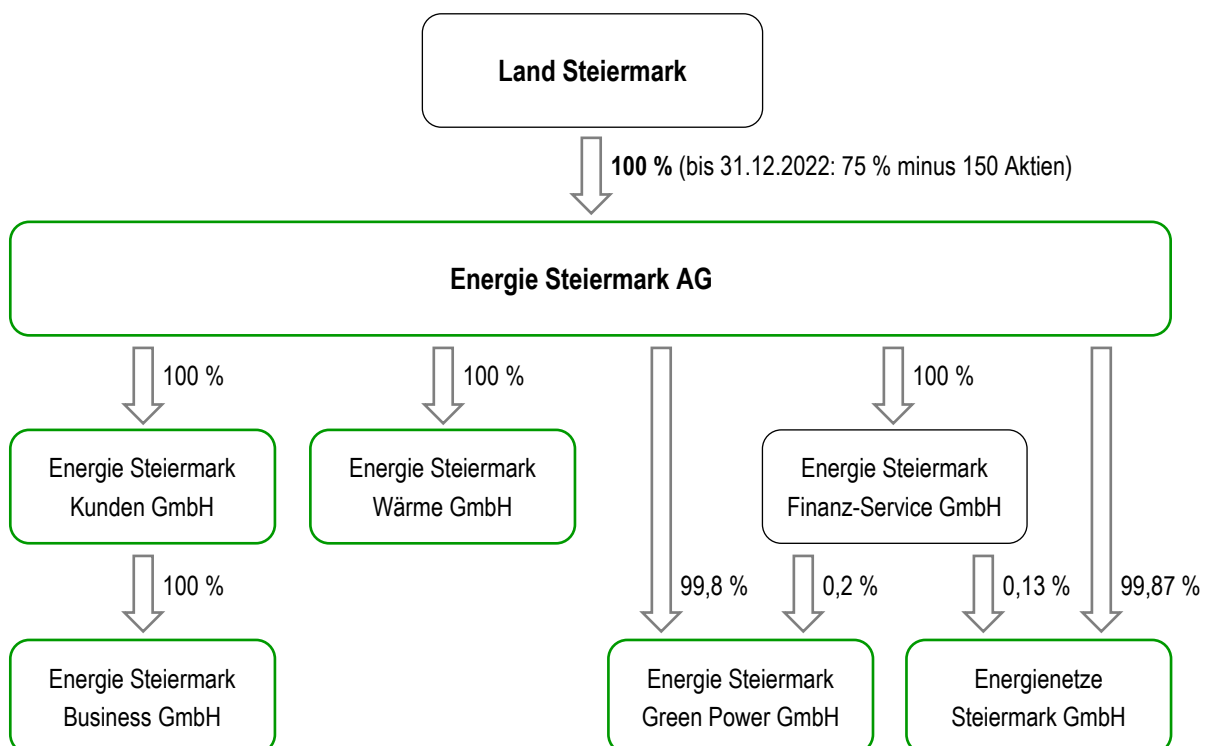 Land Steiermark
100 % (bis 31.12.2022: 75 % minus 150 Aktien)
Energie Steiermark AG
100 %
100 %
100 %
Energie Steiermark
Kunden GmbH
Energie Steiermark
Wärme GmbH
Energie Steiermark
Finanz-Service GmbH
100 %
99,8 %
0,2 %
0,13 %
99,87 %
Energie Steiermark
Business GmbH
Energie Steiermark
Green Power GmbH
Energienetze
Steiermark GmbH